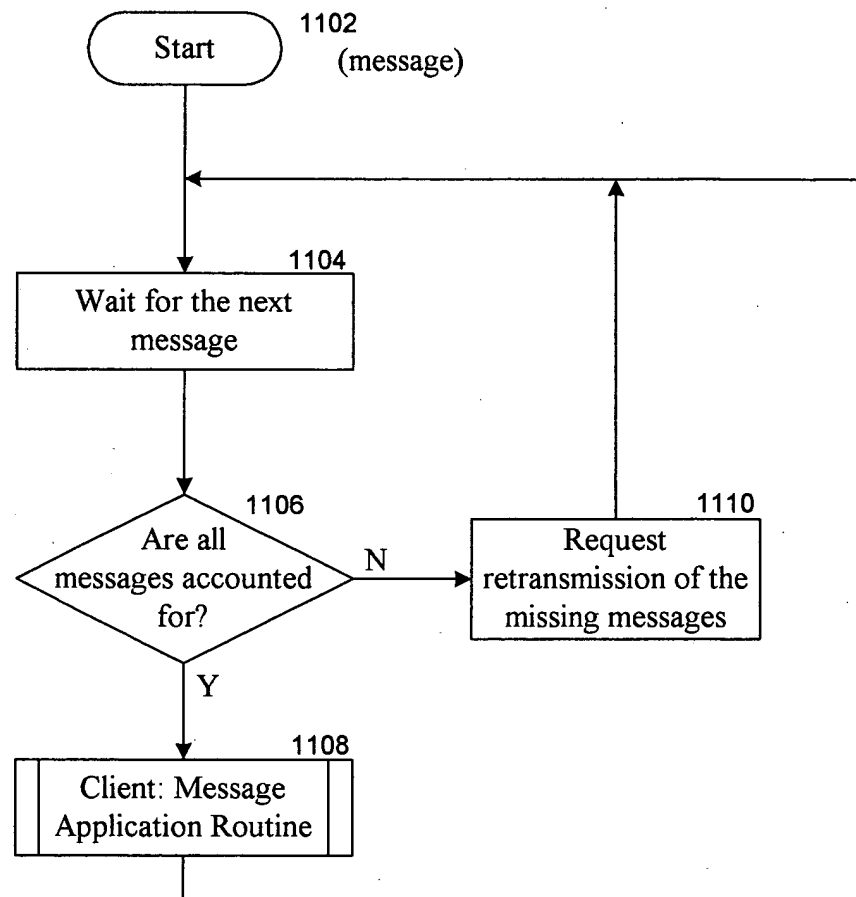 Start
1102
(message)
1104
Wait for the next
message
1106
Are all
messages accounted
for?
N
1110
Request
retransmission of the
missing messages
Y
1108
Client: Message
Application Routine